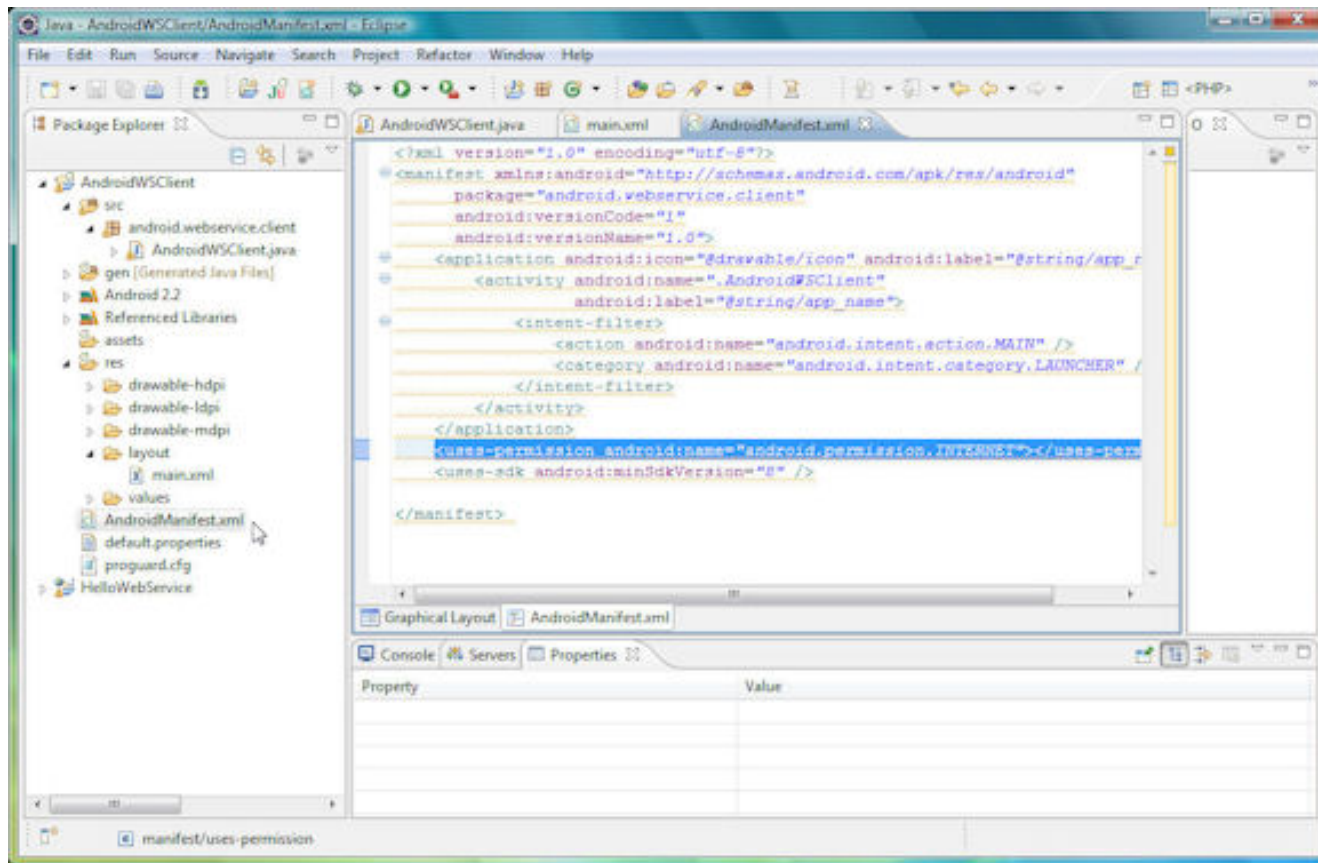 Java - AndroidWSClient/AndroidManifest.xml - Eclipse
File Edit Run Source Navigate Search Project Refactor Window Help
<PHP>
Package Explorer
AndroidWSClient
src
android.webservice.client
AndroidWSClient.java
gen [Generated Java Files]
Android 2.2
Referenced Libraries
assets
res
drawable-hdpi
drawable-ldpi
drawable-mdpi
layout
main.xml
values
AndroidManifest.xml
default.properties
proguard.cfg
HelloWebService
AndroidWSClient.java main.xml AndroidManifest.xml
<?xml version="1.0" encoding="utf-8"?>
<manifest xmlns:android="http://schemas.android.com/apk/res/android"
package="android.webservice.client"
android:versionCode="1"
android:versionName="1.0">
<application android:icon="@drawable/icon" android:label="@string/app_r
<activity android:name=".AndroidWSClient"
android:label="@string/app_name">
<intent-filter>
<action android:name="android.intent.action.MAIN" />
<category android:name="android.intent.category.LAUNCHER" /
</intent-filter>
</activity>
</application>
<uses-permission android:name="android.permission.INTERNET"></uses-perm
<uses-sdk android:minSdkVersion="8" />
</manifest>
Graphical Layout AndroidManifest.xml
O
Console Servers Properties
Property Value
manifest/uses-permission